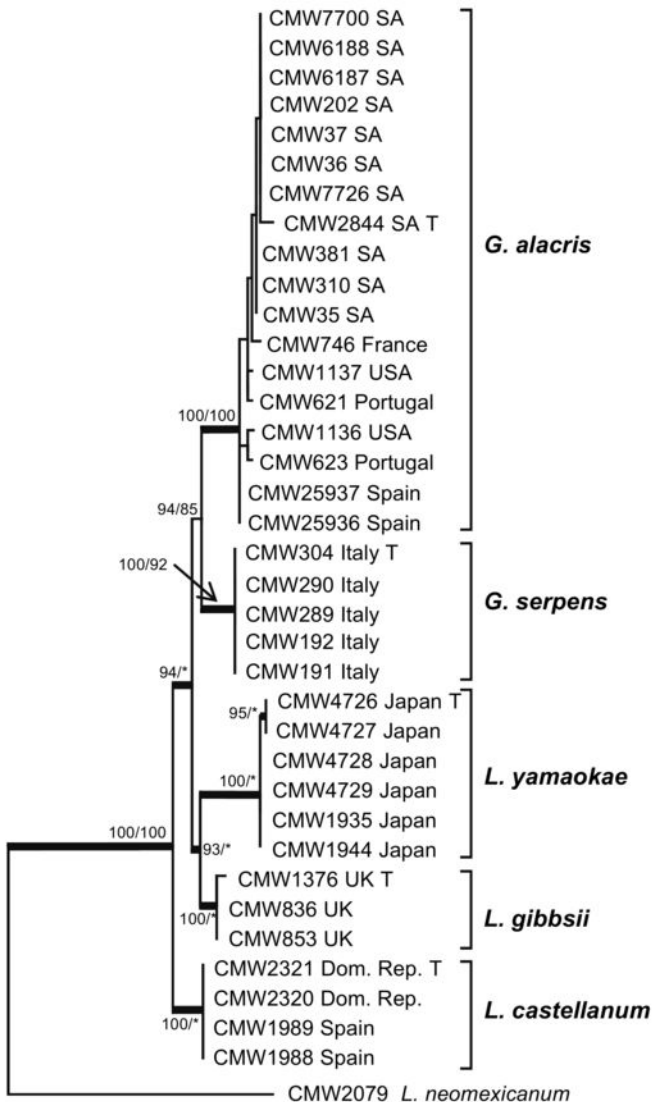 CMW7700 SA
CMW6188 SA
CMW6187 SA
CMW202 SA
CMW37 SA
CMW36 SA
CMW7726 SA
CMW2844 SA T
CMW381 SA
CMW310 SA
CMW35 SA
CMW746 France
CMW1137 USA
CMW621 Portugal
CMW1136 USA
CMW623 Portugal
CMW25937 Spain
CMW25936 Spain
G. alacris
100/100
94/85
CMW304 Italy T
CMW290 Italy
CMW289 Italy
CMW192 Italy
CMW191 Italy
G. serpens
100/92
94/*
CMW4726 Japan T
CMW4727 Japan
CMW4728 Japan
CMW4729 Japan
CMW1935 Japan
CMW1944 Japan
L. yamaokae
95/*
100/*
100/100
93/*
CMW1376 UK T
CMW836 UK
CMW853 UK
L. gibbsii
100/*
CMW2321 Dom. Rep. T
CMW2320 Dom. Rep.
CMW1989 Spain
CMW1988 Spain
L. castellanum
100/*
CMW2079 L. neomexicanum